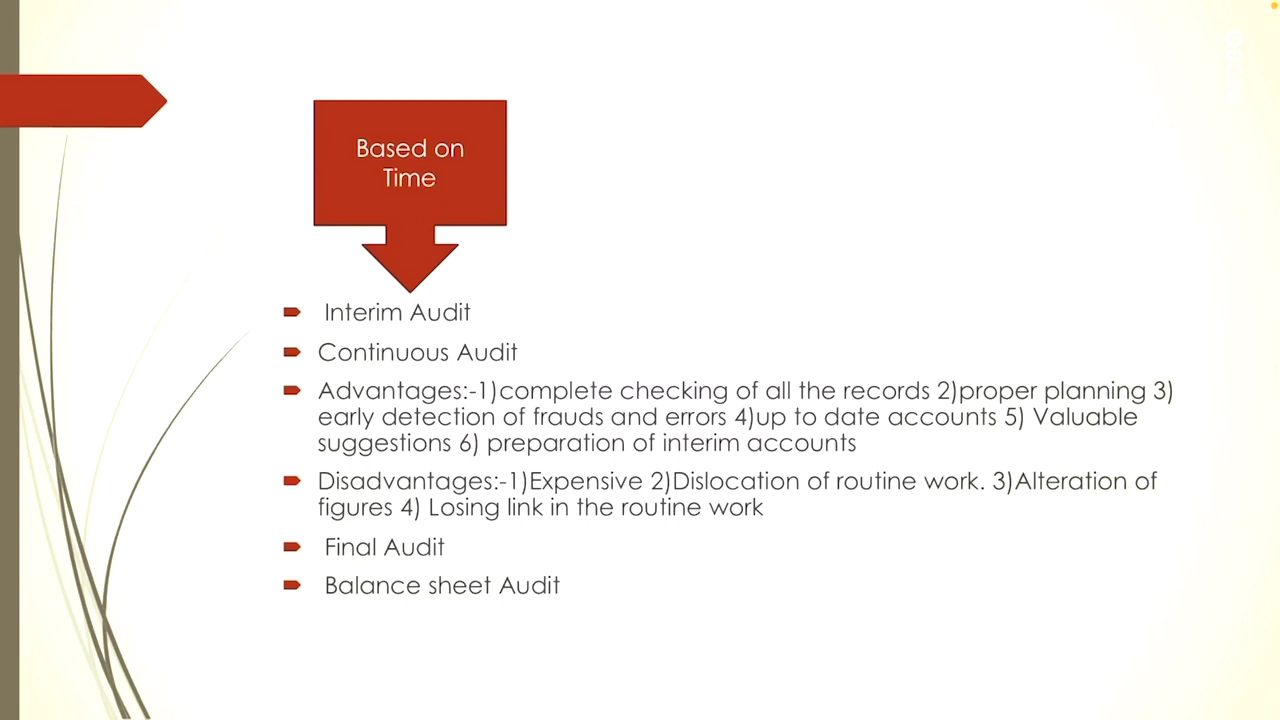 Based on
Time
Interim Audit
Continuous Audit
Advantages:-1)complete checking of all the records 2)proper planning 3)
early detection of frauds and errors 4)up to date accounts 5) Valuable
suggestions 6) preparation of interim accounts
Disadvantages:-1)Expensive 2)Dislocation of routine work. 3)Alteration of
figures 4) Losing link in the routine work
Final Audit
Balance sheet Audit